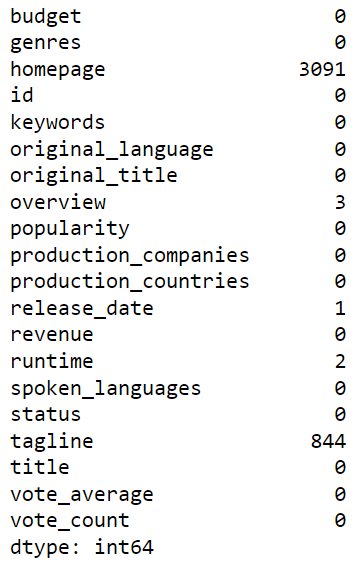 budget 0
genres 0
homepage 3091
id 0
keywords 0
original_language 0
original_title 0
overview 3
popularity 0
production_companies 0
production_countries 0
release_date 1
revenue 0
runtime 2
spoken_languages 0
status 0
tagline 844
title 0
vote_average 0
vote_count 0
dtype: int64